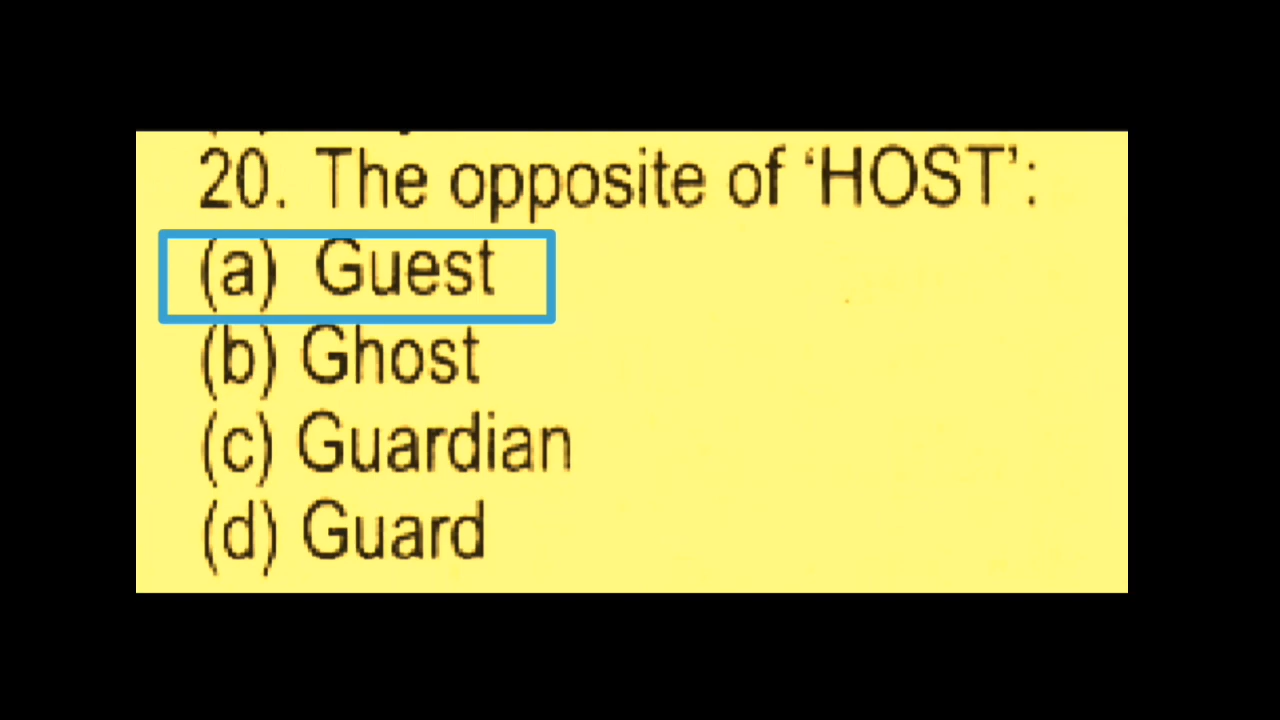 20. The opposite of ‘HOST’:
(a) Guest
(b) Ghost
(c) Guardian
(d) Guard